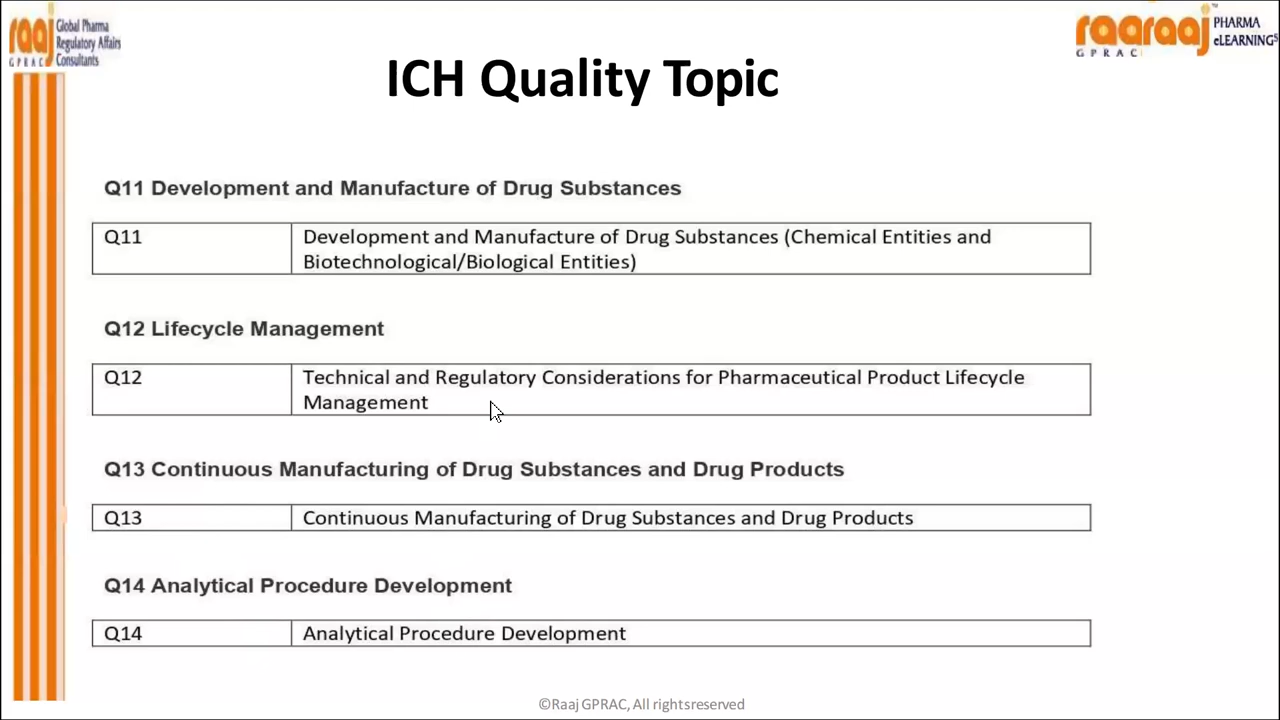 raaj
Global Pharma
Regulatory Affairs
Consultants
GPRAC
raaraaj
™
PHARMA
eLEARNING
GPRAC
ICH Quality Topic
Q11 Development and Manufacture of Drug Substances
Q11 Development and Manufacture of Drug Substances (Chemical Entities and
Biotechnological/Biological Entities)
Q12 Lifecycle Management
Q12 Technical and Regulatory Considerations for Pharmaceutical Product Lifecycle
Management
Q13 Continuous Manufacturing of Drug Substances and Drug Products
Q13 Continuous Manufacturing of Drug Substances and Drug Products
Q14 Analytical Procedure Development
Q14 Analytical Procedure Development
©Raaj GPRAC, All rightsreserved